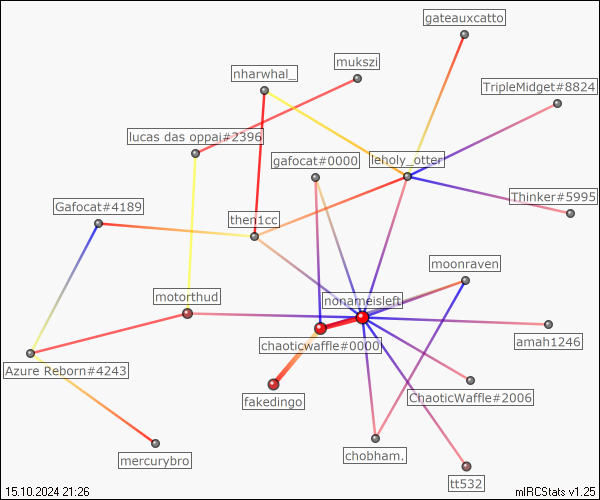 gateauxcatto
mukszi
nharwhal_
TripleMidget#8824
lucas das oppai#2396
gafocat#0000
leholy_otter
Thinker#5995
Gafocat#4189
then1cc
moonraven
motorthud
nonameisleft
amah1246
chaoticwaffle#0000
Azure Reborn#4243
ChaoticWaffle#2006
fakedingo
mercurybro
chobham.
tt532
15.10.2024 21:26
mIRCStats v1.25